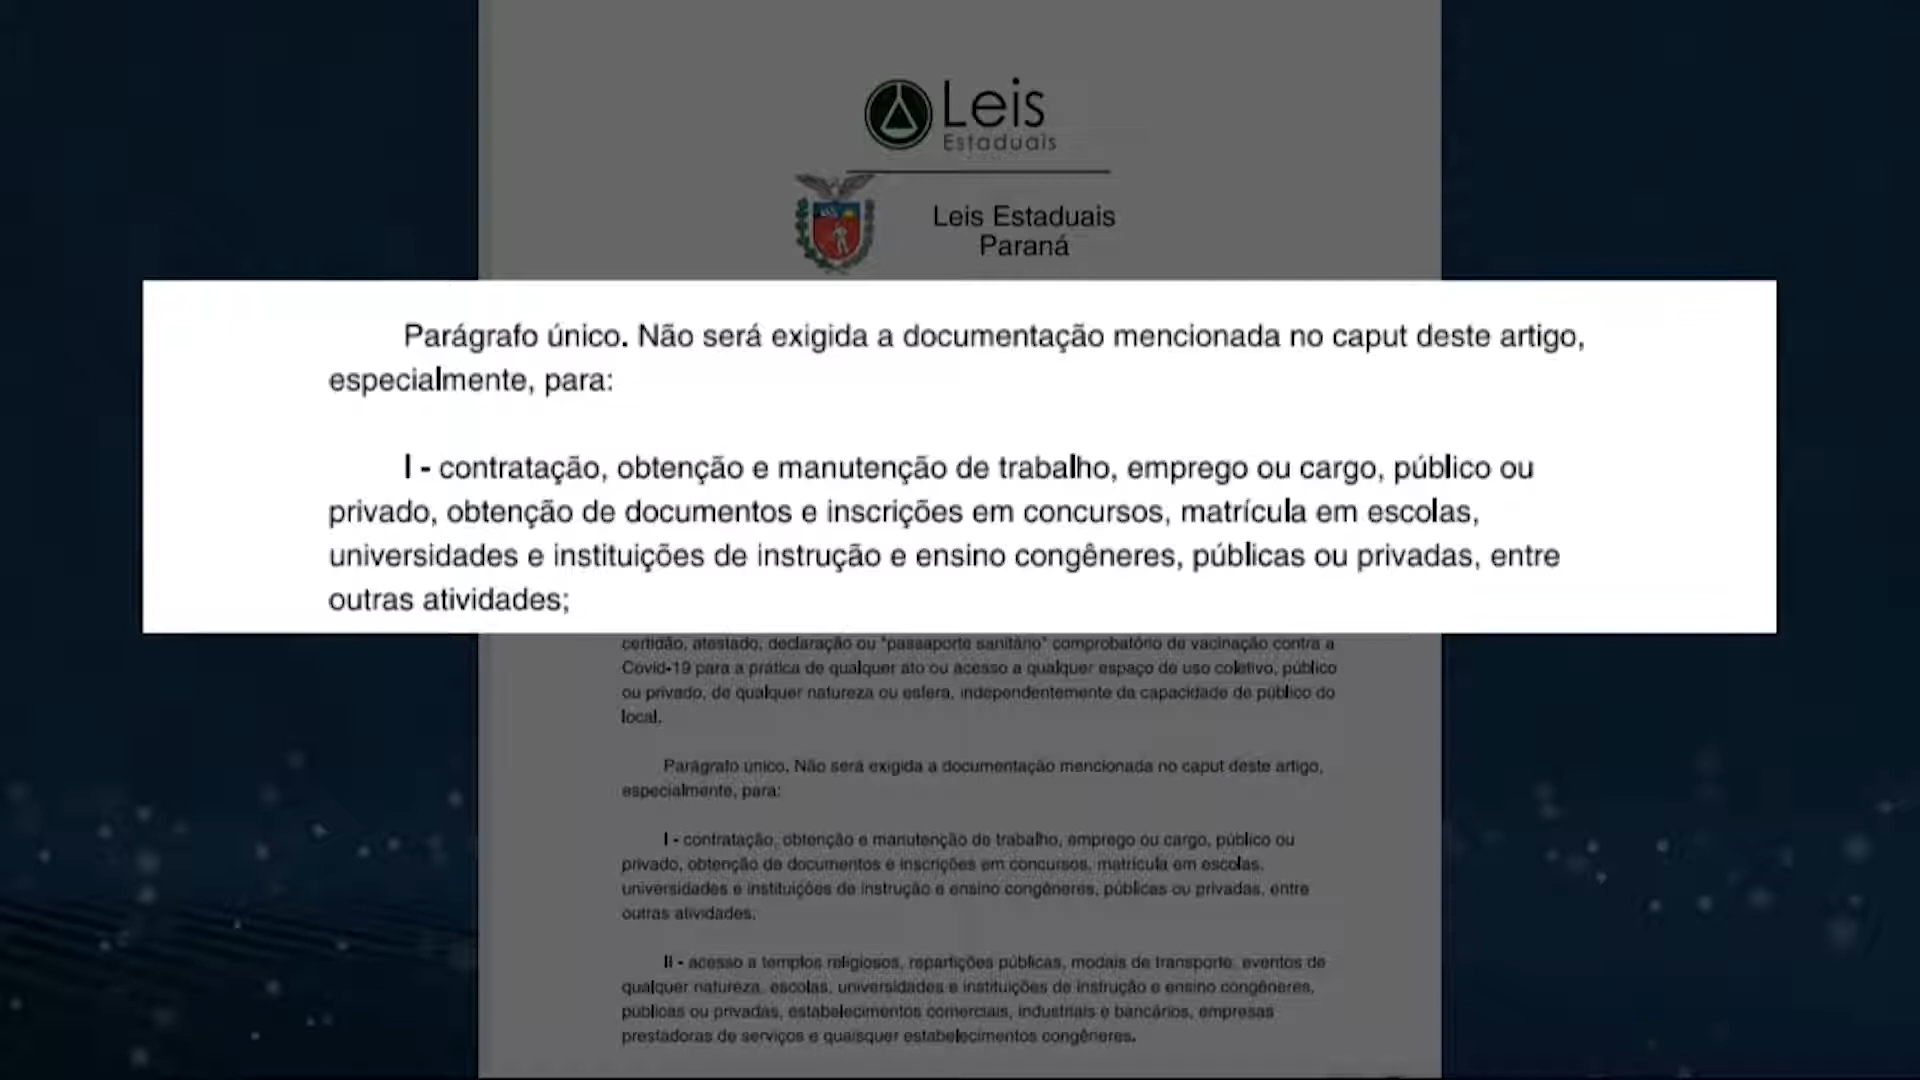 Leis
Estaduais
Leis Estaduais
Paraná
Parágrafo único. Não será exigida a documentação mencionada no caput deste artigo,
especialmente, para:
I - contratação, obtenção e manutenção de trabalho, emprego ou cargo, público ou
privado, obtenção de documentos e inscrições em concursos, matrícula em escolas,
universidades e instituições de instrução e ensino congêneres, públicas ou privadas, entre
outras atividades;
certidão, atestado, declaração ou "passaporte sanitário" comprobatório de vacinação contra a
Covid-19 para a prática de qualquer ato ou acesso a qualquer espaço de uso coletivo, público
ou privado, de qualquer natureza ou esfera, independentemente da capacidade de público do
local.
Parágrafo único. Não será exigida a documentação mencionada no caput deste artigo,
especialmente, para:
I - contratação, obtenção e manutenção de trabalho, emprego ou cargo, público ou
privado, obtenção de documentos e inscrições em concursos, matrícula em escolas,
universidades e instituições de instrução e ensino congêneres, públicas ou privadas, entre
outras atividades.
II - acesso a templos religiosos, repartições públicas, modais de transporte, eventos de
qualquer natureza, escolas, universidades e instituições de instrução e ensino congêneres,
públicas ou privadas, estabelecimentos comerciais, industriais e bancários, empresas
prestadoras de serviços e quaisquer estabelecimentos congêneres.